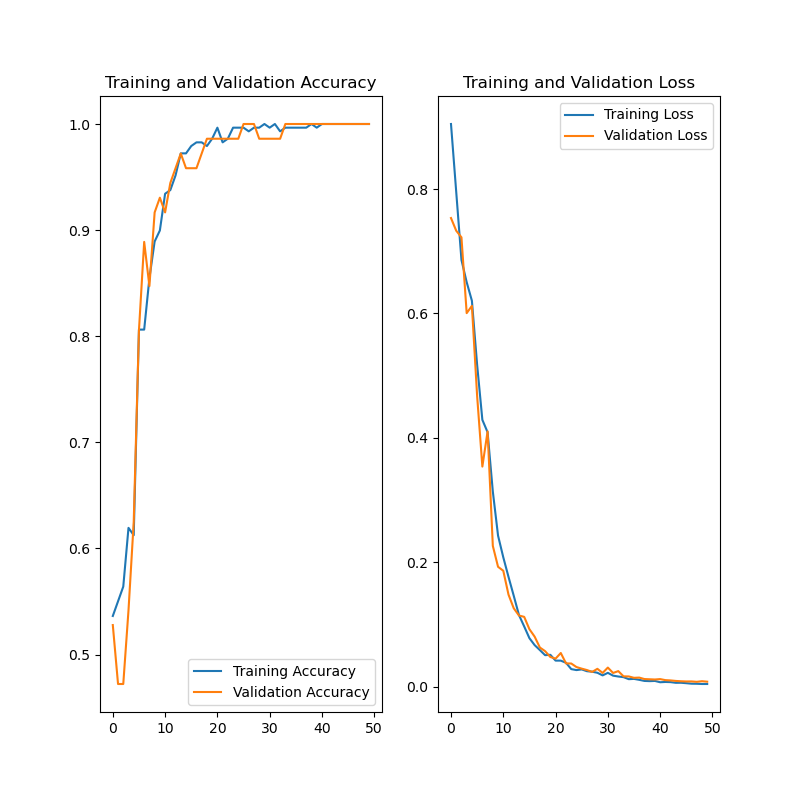 Training and Validation Accuracy
1.0
0.9
0.8
0.7
0.6
0.5
0 10 20 30 40 50
Training Accuracy
Validation Accuracy
Training and Validation Loss
Training Loss
Validation Loss
0.8
0.6
0.4
0.2
0.0
0 10 20 30 40 50